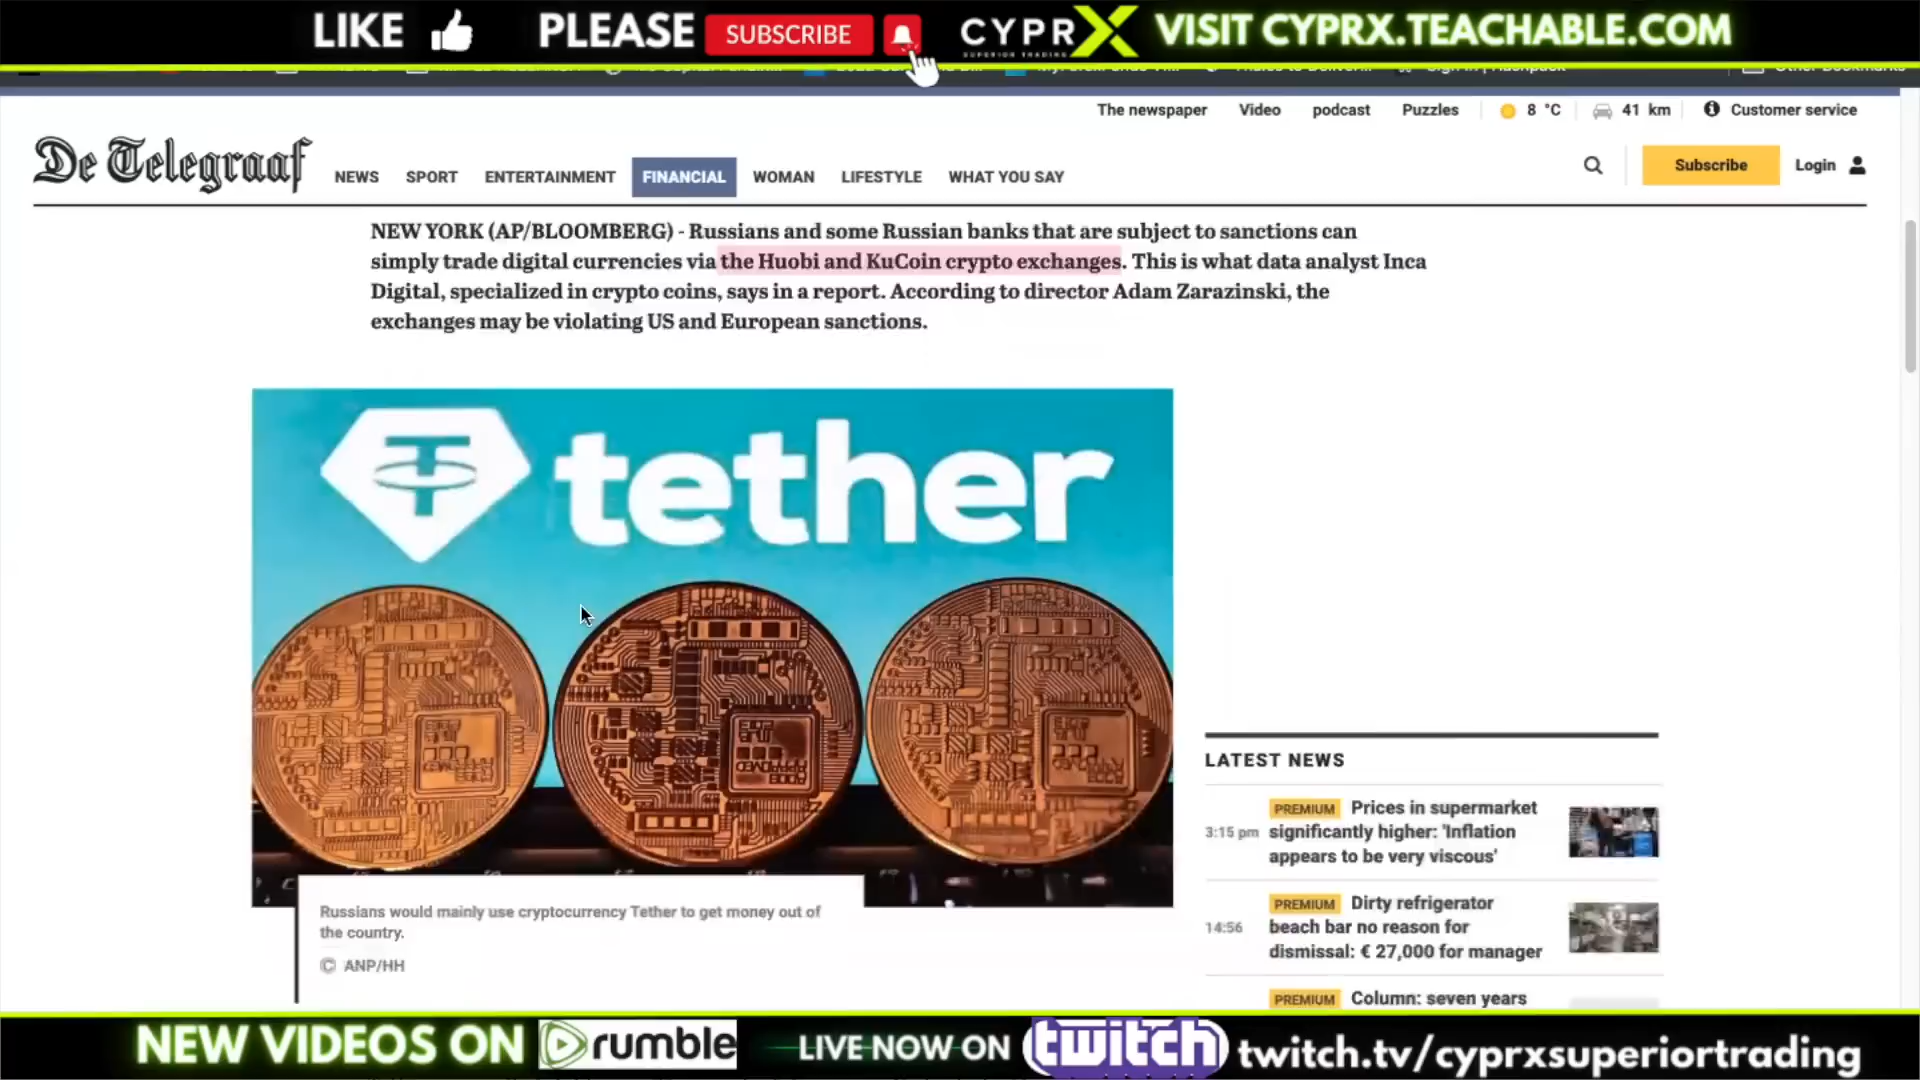 LIKE PLEASE SUBSCRIBE CYPRX VISIT CYPRX.TEACHABLE.COM
SUPERIOR TRADING
The newspaper Video podcast Puzzles 8 °C 41 km Customer service
De Telegraaf NEWS SPORT ENTERTAINMENT FINANCIAL WOMAN LIFESTYLE WHAT YOU SAY Subscribe Login
NEW YORK (AP/BLOOMBERG) - Russians and some Russian banks that are subject to sanctions can
simply trade digital currencies via the Huobi and KuCoin crypto exchanges. This is what data analyst Inca
Digital, specialized in crypto coins, says in a report. According to director Adam Zarazinski, the
exchanges may be violating US and European sanctions.
tether
Russians would mainly use cryptocurrency Tether to get money out of
the country.
© ANP/HH
LATEST NEWS
PREMIUM Prices in supermarket
3:15 pm significantly higher: 'Inflation
appears to be very viscous'
PREMIUM Dirty refrigerator
14:56 beach bar no reason for
dismissal: € 27,000 for manager
PREMIUM Column: seven years
NEW VIDEOS ON rumble LIVE NOW ON twitch twitch.tv/cyprxsuperiortrading